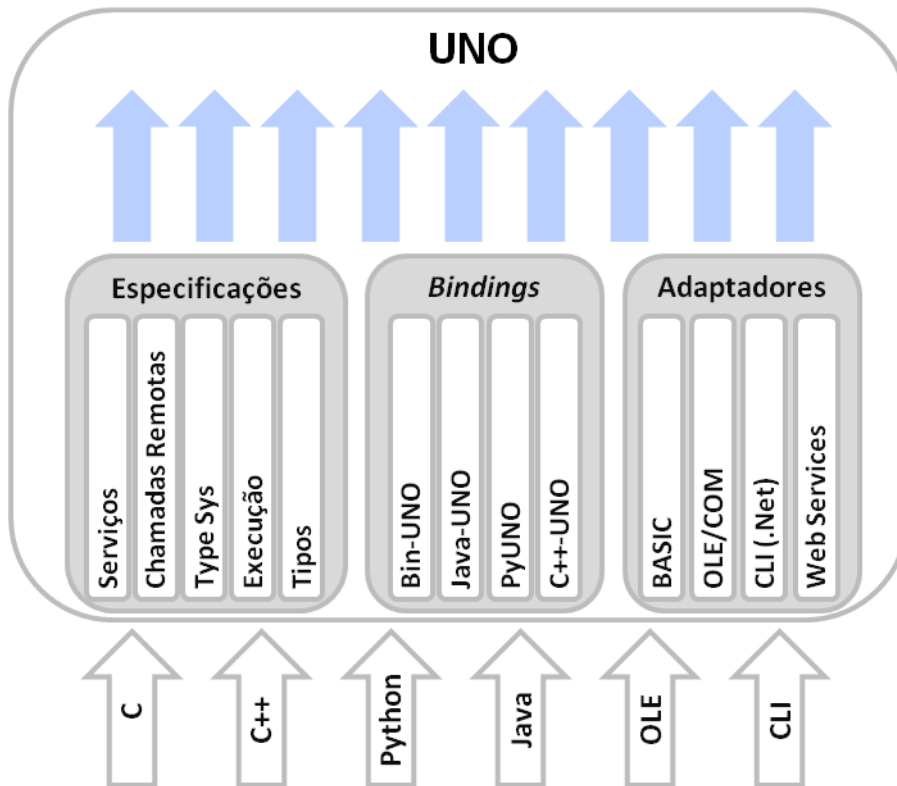 UNO
Especificações
Serviços
Chamadas Remotas
Type Sys
Execução
Tipos
Bindings
Bin-UNO
Java-UNO
PyUNO
C++-UNO
Adaptadores
BASIC
OLE/COM
CLI (.Net)
Web Services
C
C++
Python
Java
OLE
CLI